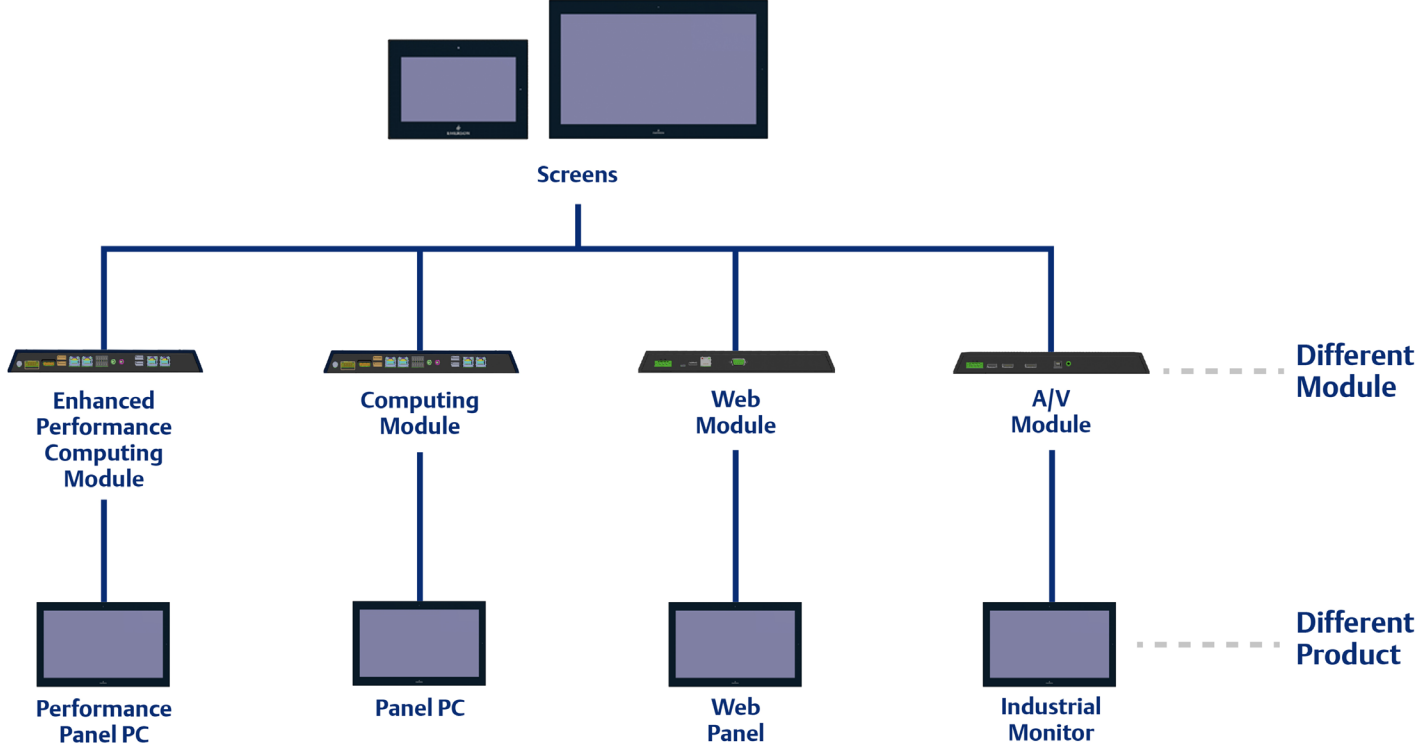 EMERSON
Screens
Different
Module
Enhanced
Performance
Computing
Module
Computing
Module
Web
Module
A/V
Module
Different
Product
Performance
Panel PC
Panel PC
Web
Panel
Industrial
Monitor